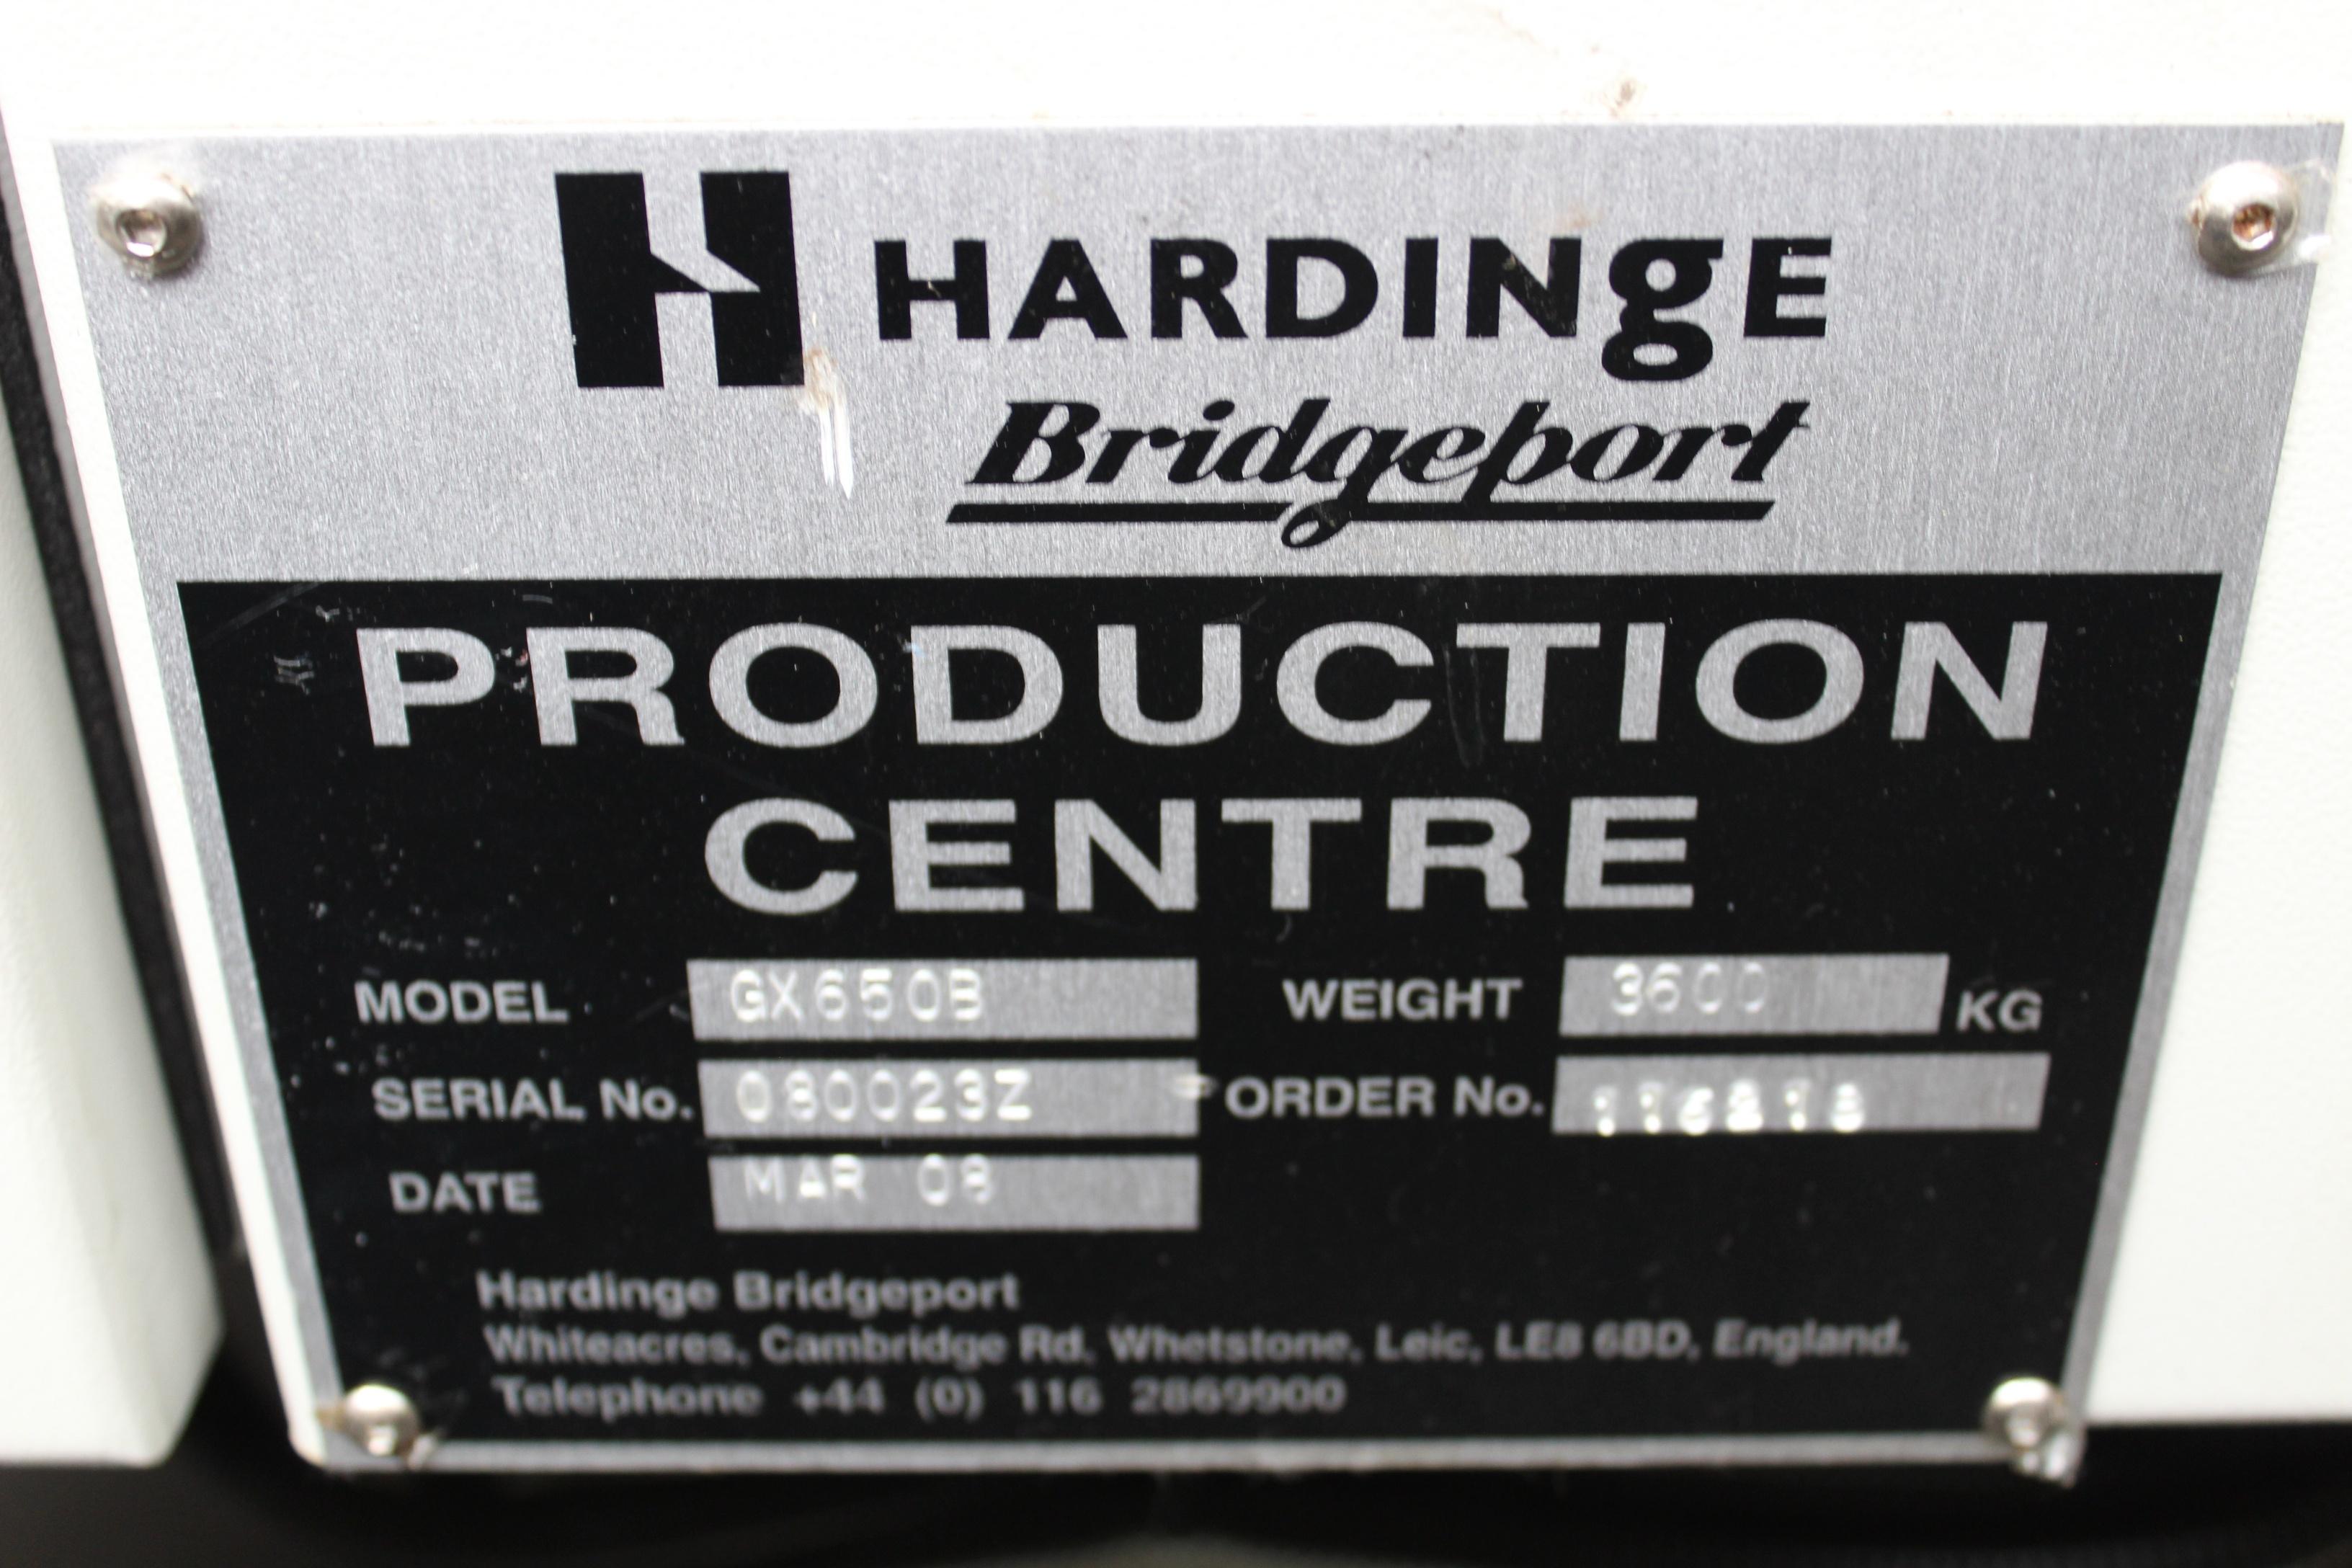 H HARDINgE
Bridgeport
PRODUCTION
CENTRE
MODEL GX650B WEIGHT 3600 KG
SERIAL No. 080023Z ORDER No.
DATE MAR 08
Hardinge Bridgeport
Whiteacres, Cambridge Rd, Whetstone, Leic, LE8 6BD, England.
Telephone +44 (0) 116 2869900